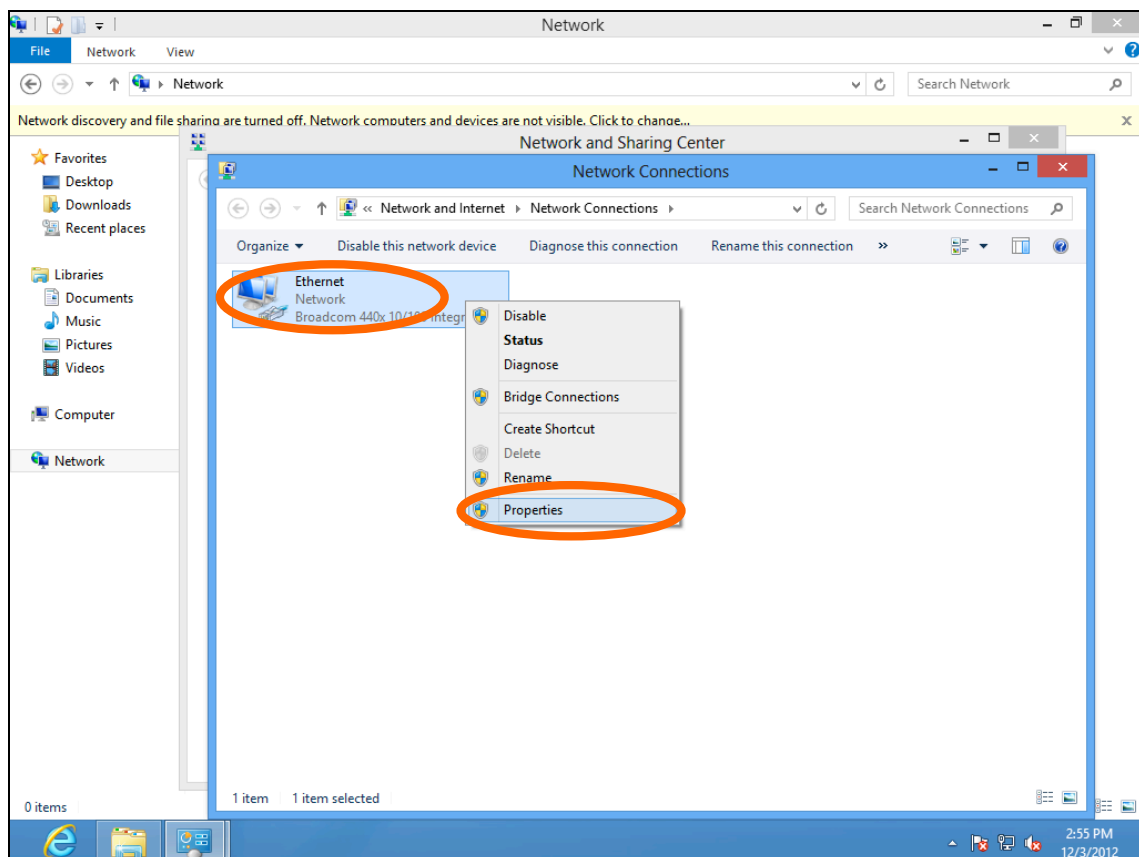 Network
File Network View
Network
Search Network
Network discovery and file sharing are turned off. Network computers and devices are not visible. Click to change...
Favorites
Desktop
Downloads
Recent places
Libraries
Documents
Music
Pictures
Videos
Computer
Network
0 items
Network and Sharing Center
Network Connections
« Network and Internet Network Connections
Search Network Connections
Organize Disable this network device Diagnose this connection Rename this connection »
Ethernet
Network
Broadcom 440x 10/100 Integr
Disable
Status
Diagnose
Bridge Connections
Create Shortcut
Delete
Rename
Properties
1 item 1 item selected
2:55 PM
12/3/2012